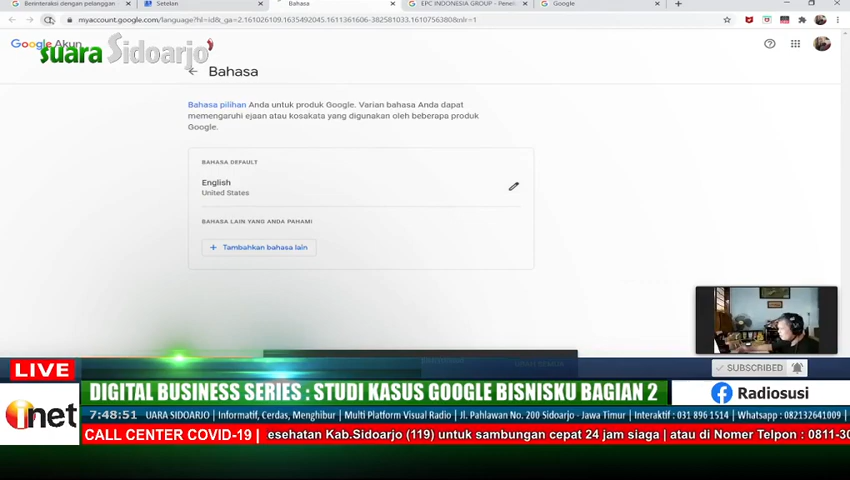 Berinteraksi dengan pelanggan
Setelan
Bahasa
EPC INDONESIA GROUP - Penel
Google
myaccount.google.com/language?hl=id&_ga=2.161026109.1635492045.1611361606-382581033.1610756380&mlr=1
Google Akun
suara Sidoarjo
Bahasa
Bahasa pilihan Anda untuk produk Google. Varian bahasa Anda dapat
memengaruhi ejaan atau kosakata yang digunakan oleh beberapa produk
Google.
BAHASA DEFAULT
English
United States
BAHASA LAIN YANG ANDA PAHAMI
+ Tambahkan bahasa lain
LIVE
SUBSCRIBED
DIGITAL BUSINESS SERIES : STUDI KASUS GOOGLE BISNISKU BAGIAN 2
Radiosusi
inet
7:48:51
UARA SIDOARJO | Informatif, Cerdas, Menghibur | Multi Platform Visual Radio | Jl. Pahlawan No. 200 Sidoarjo - Jawa Timur | Interaktif : 031 896 1514 | Whatsapp : 082132641009 |
CALL CENTER COVID-19 | esehatan Kab.Sidoarjo (119) untuk sambungan cepat 24 jam siaga | atau di Nomer Telpon : 0811-30